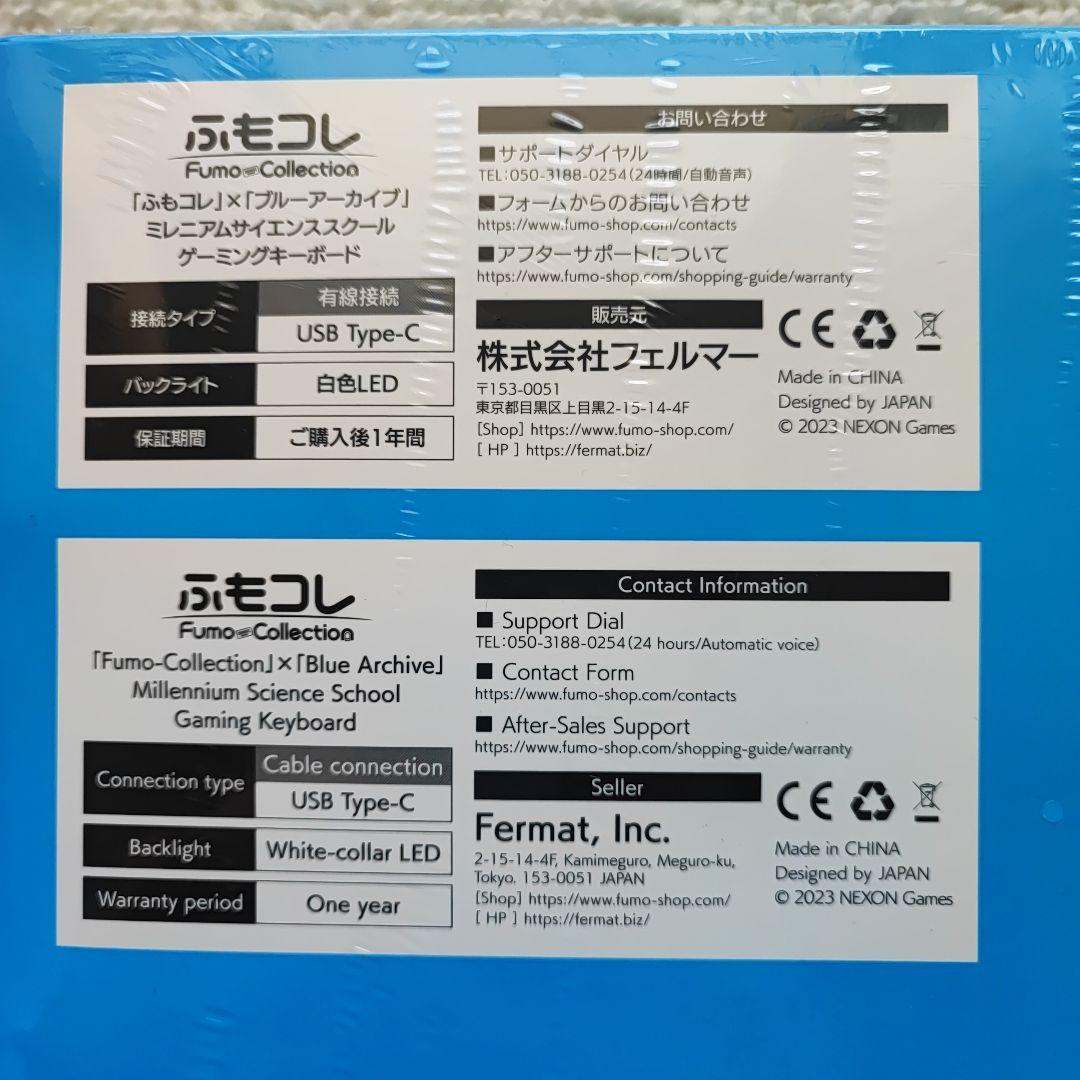 ふもコレ
Fumo Collection
「ふもコレ」×「ブルーアーカイブ」
ミレニアムサイエンススクール
ゲーミングキーボード
接続タイプ
有線接続
USB Type-C
バックライト
白色LED
保証期間
ご購入後1年間
お問い合わせ
■サポートダイヤル
TEL:050-3188-0254(24時間/自動音声)
■フォームからのお問い合わせ
https://www.fumo-shop.com/contacts
■アフターサポートについて
https://www.fumo-shop.com/shopping-guide/warranty
販売元
株式会社フェルマー
〒153-0051
東京都目黒区上目黒2-15-14-4F
[Shop] https://www.fumo-shop.com/
[ HP ] https://fermat.biz/
CE
Made in CHINA
Designed by JAPAN
© 2023 NEXON Games
ふもコレ
Fumo Collection
「Fumo-Collection」×「Blue Archive」
Millennium Science School
Gaming Keyboard
Connection type
Cable connection
USB Type-C
Backlight
White-collar LED
Warranty period
One year
Contact Information
■ Support Dial
TEL:050-3188-0254(24 hours/Automatic voice)
■ Contact Form
https://www.fumo-shop.com/contacts
■ After-Sales Support
https://www.fumo-shop.com/shopping-guide/warranty
Seller
Fermat, Inc.
2-15-14-4F, Kamimeguro, Meguro-ku,
Tokyo. 153-0051 JAPAN
[Shop] https://www.fumo-shop.com/
[ HP ] https://fermat.biz/
CE
Made in CHINA
Designed by JAPAN
© 2023 NEXON Games